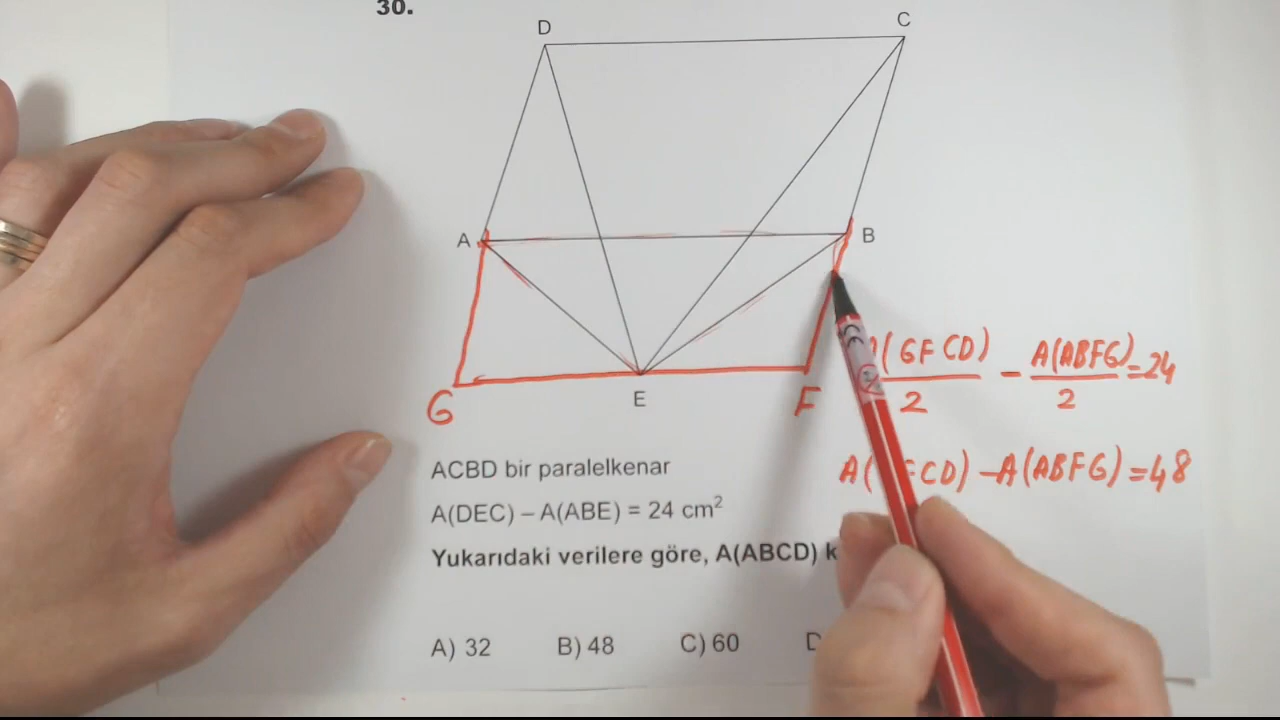 30.
D
C
A
B
G
E
F
(GFCD)/2 - A(ABFG)/2 = 24
A( FCD) - A(ABFG) = 48
ACBD bir paralelkenar
A(DEC) – A(ABE) = 24 cm²
Yukarıdaki verilere göre, A(ABCD) k
A) 32
B) 48
C) 60
D